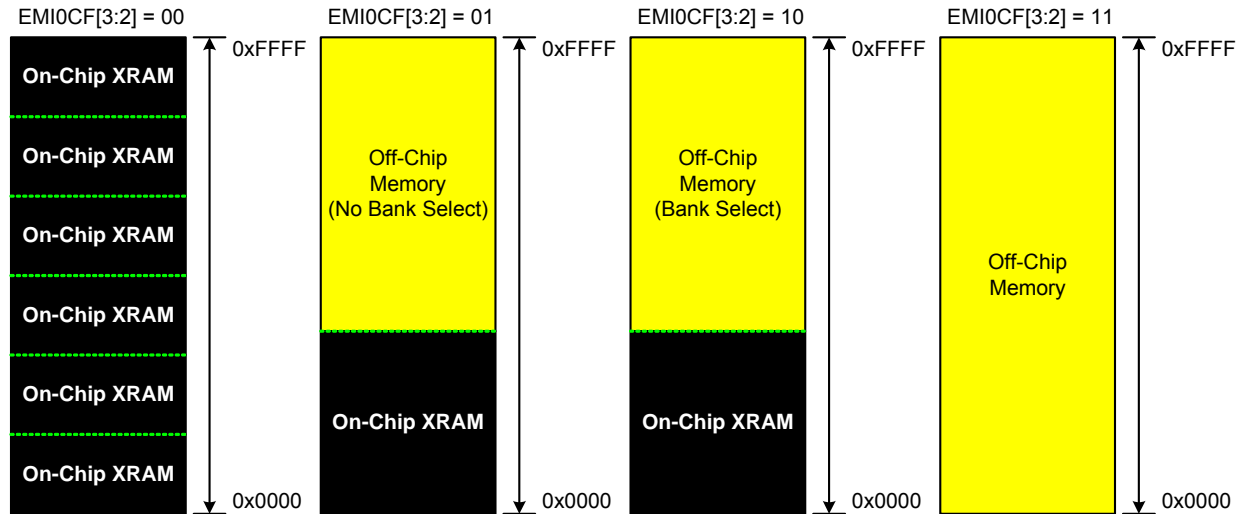 EMI0CF[3:2] = 00
EMI0CF[3:2] = 01
EMI0CF[3:2] = 10
EMI0CF[3:2] = 11
On-Chip XRAM
On-Chip XRAM
On-Chip XRAM
On-Chip XRAM
On-Chip XRAM
On-Chip XRAM
0xFFFF
0x0000
Off-Chip
Memory
(No Bank Select)
On-Chip XRAM
0xFFFF
0x0000
Off-Chip
Memory
(Bank Select)
On-Chip XRAM
0xFFFF
0x0000
Off-Chip
Memory
0xFFFF
0x0000